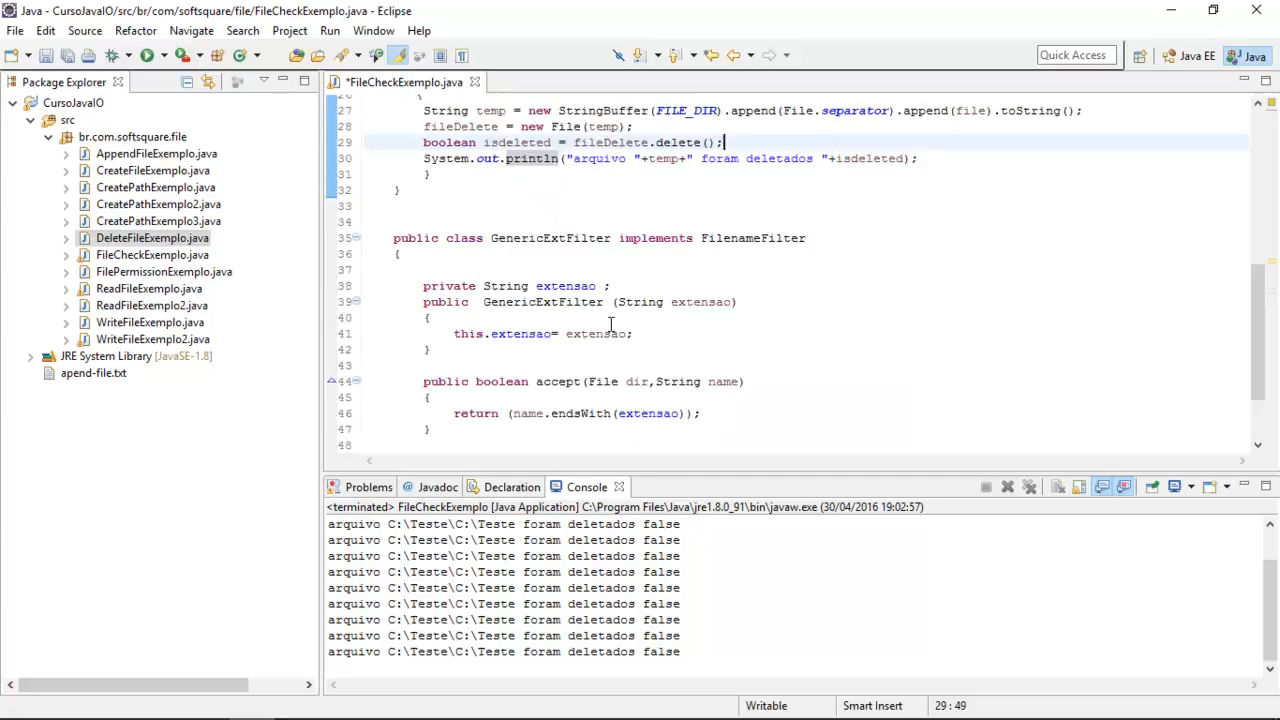 Java - CursoJavaIO/src/br/com/softsquare/file/FileCheckExemplo.java - Eclipse
File Edit Source Refactor Navigate Search Project Run Window Help
Quick Access Java EE Java
Package Explorer
*FileCheckExemplo.java
CursoJavaIO
src
br.com.softsquare.file
AppendFileExemplo.java
CreateFileExemplo.java
CreatePathExemplo.java
CreatePathExemplo2.java
CreatePathExemplo3.java
DeleteFileExemplo.java
FileCheckExemplo.java
FilePermissionExemplo.java
ReadFileExemplo.java
ReadFileExemplo2.java
WriteFileExemplo.java
WriteFileExemplo2.java
JRE System Library [JavaSE-1.8]
apend-file.txt
26 }
27 String temp = new StringBuffer(FILE_DIR).append(File.separator).append(file).toString();
28 fileDelete = new File(temp);
29 boolean isdeleted = fileDelete.delete();
30 System.out.println("arquivo "+temp+" foram deletados "+isdeleted);
31 }
32 }
33
34
35 public class GenericExtFilter implements FilenameFilter
36 {
37
38 private String extensao ;
39 public GenericExtFilter (String extensao)
40 {
41 this.extensao= extensao;
42 }
43
44 public boolean accept(File dir,String name)
45 {
46 return (name.endsWith(extensao));
47 }
48
Problems @ Javadoc Declaration Console
<terminated> FileCheckExemplo [Java Application] C:\Program Files\Java\jre1.8.0_91\bin\javaw.exe (30/04/2016 19:02:57)
arquivo C:\Teste\C:\Teste foram deletados false
arquivo C:\Teste\C:\Teste foram deletados false
arquivo C:\Teste\C:\Teste foram deletados false
arquivo C:\Teste\C:\Teste foram deletados false
arquivo C:\Teste\C:\Teste foram deletados false
arquivo C:\Teste\C:\Teste foram deletados false
arquivo C:\Teste\C:\Teste foram deletados false
arquivo C:\Teste\C:\Teste foram deletados false
arquivo C:\Teste\C:\Teste foram deletados false
Writable Smart Insert 29 : 49